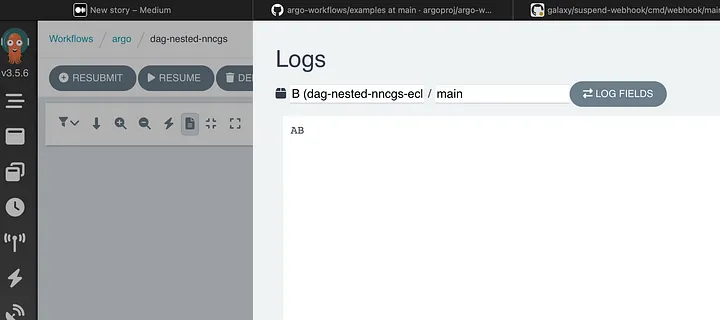 New story – Medium
argo-workflows/examples at main · argoproj/argo-w...
galaxy/suspend-webhook/cmd/webhook/mai
v3.5.6
Workflows / argo / dag-nested-nncgs
RESUBMIT
RESUME
DE
Logs
B (dag-nested-nncgs-ecl / main
LOG FIELDS
AB